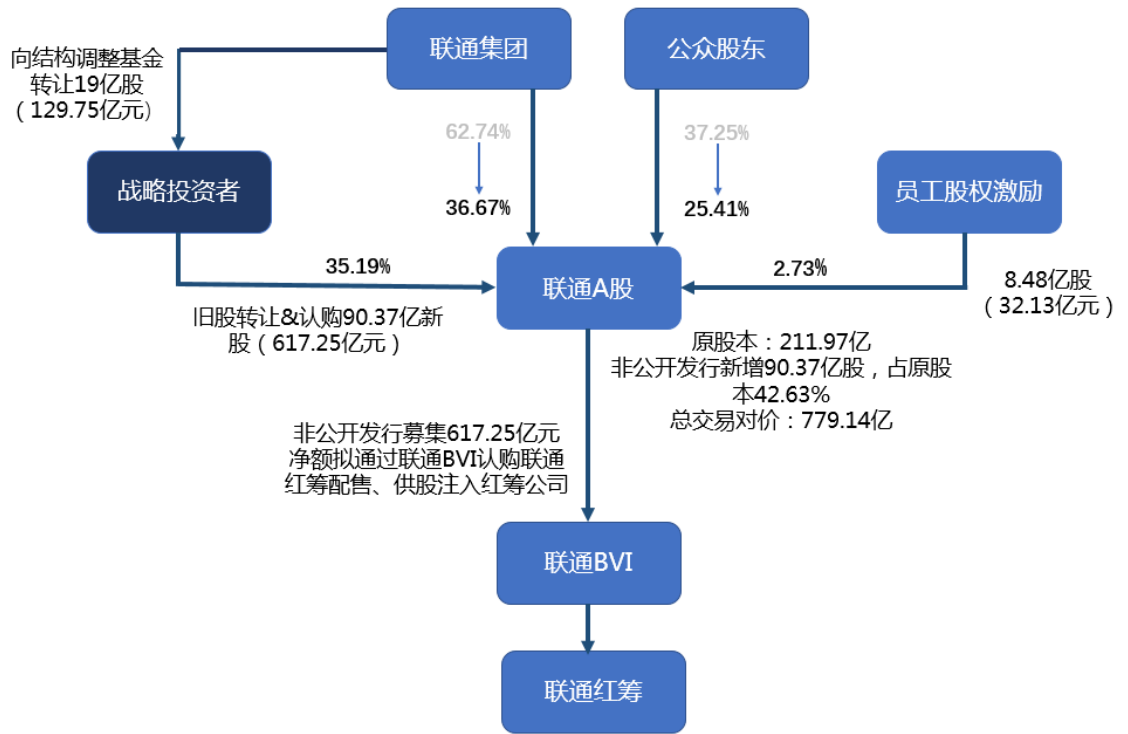 联通集团
公众股东
向结构调整基金
转让19亿股
（129.75亿元）
62.74%
37.25%
战略投资者
36.67%
25.41%
员工股权激励
35.19%
联通A股
2.73%
8.48亿股
（32.13亿元）
旧股转让&认购90.37亿新
股（617.25亿元）
原股本：211.97亿
非公开发行新增90.37亿股，占原股
本42.63%
总交易对价：779.14亿
非公开发行募集617.25亿元
净额拟通过联通BVI认购联通
红筹配售、供股注入红筹公司
联通BVI
联通红筹